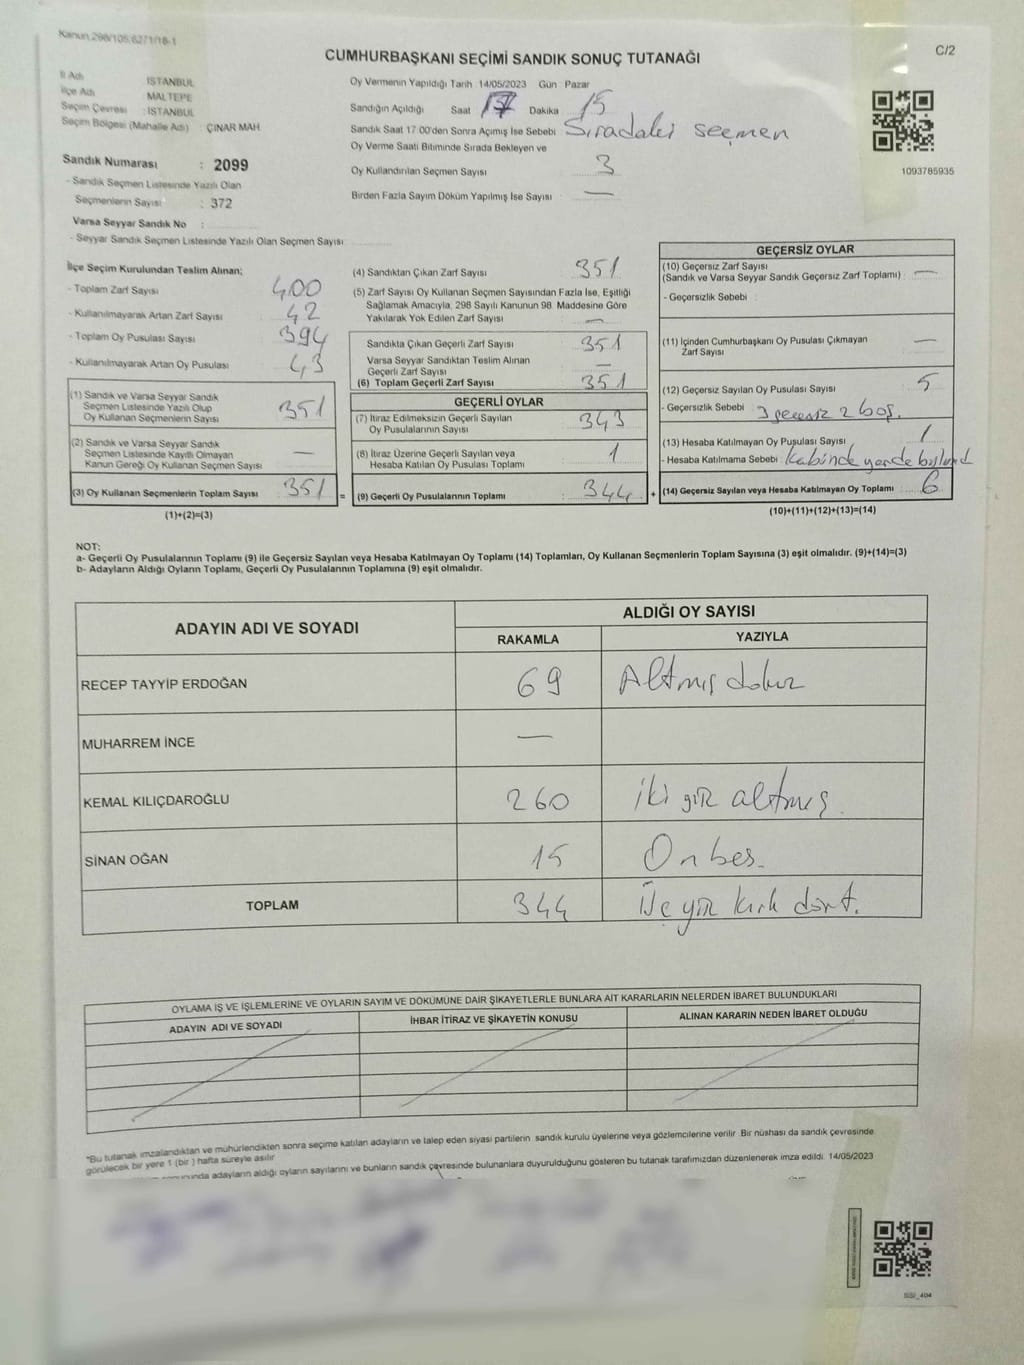 Kanun,298/105,6271/18-1
CUMHURBAŞKANI SEÇİMİ SANDIK SONUÇ TUTANAĞI
C/2
İl Adı : İSTANBUL
İlçe Adı : MALTEPE
Seçim Çevresi : İSTANBUL
Seçim Bölgesi (Mahalle Adı) : ÇINAR MAH.
Sandık Numarası : 2099
- Sandık Seçmen Listesinde Yazılı Olan
Seçmenlerin Sayısı : 372
Varsa Seyyar Sandık No :
- Seyyar Sandık Seçmen Listesinde Yazılı Olan Seçmen Sayısı:
Oy Vermenin Yapıldığı Tarih 14/05/2023 Gün Pazar
Sandığın Açıldığı Saat 17 Dakika 15
Sandık Saat 17:00'den Sonra Açımış İse Sebebi Sıradaki seçmen
Oy Verme Saati Bitiminde Sırada Bekleyen ve
Oy Kullandırılan Seçmen Sayısı 3
Birden Fazla Sayım Döküm Yapılmış İse Sayısı : —
1093785935
İlçe Seçim Kurulundan Teslim Alınan;
- Toplam Zarf Sayısı 400
- Kullanılmayarak Artan Zarf Sayısı : 42
- Toplam Oy Pusulası Sayısı : 394
- Kullanılmayarak Artan Oy Pusulası : 43
(1) Sandık ve Varsa Seyyar Sandık
Seçmen Listesinde Yazılı Olup
Oy Kullanan Seçmenlerin Sayısı : 351
(2) Sandık ve Varsa Seyyar Sandık
Seçmen Listesinde Kayıtlı Olmayan
Kanun Gereği Oy Kullanan Seçmen Sayısı : —
(3) Oy Kullanan Seçmenlerin Toplam Sayısı : 351 =
(1)+(2)=(3)
(4) Sandıktan Çıkan Zarf Sayısı 351
(5) Zarf Sayısı Oy Kullanan Seçmen Sayısından Fazla İse, Eşitliği
Sağlamak Amacıyla, 298 Sayılı Kanunun 98. Maddesine Göre
Yakılarak Yok Edilen Zarf Sayısı : —
Sandıkta Çıkan Geçerli Zarf Sayısı : 351
Varsa Seyyar Sandıktan Teslim Alınan
Geçerli Zarf Sayısı : —
(6) Toplam Geçerli Zarf Sayısı : 351
GEÇERLİ OYLAR
(7) İtiraz Edilmeksizin Geçerli Sayılan
Oy Pusulalarının Sayısı : 343
(8) İtiraz Üzerine Geçerli Sayılan veya
Hesaba Katılan Oy Pusulası Toplamı : 1
(9) Geçerli Oy Pusulalarının Toplamı : 344 +
GEÇERSİZ OYLAR
(10) Geçersiz Zarf Sayısı
(Sandık ve Varsa Seyyar Sandık Geçersiz Zarf Toplamı) : —
- Geçersizlik Sebebi :
(11) İçinden Cumhurbaşkanı Oy Pusulası Çıkmayan
Zarf Sayısı : —
(12) Geçersiz Sayılan Oy Pusulası Sayısı : 5
- Geçersizlik Sebebi : 3 geçersiz 2 boş.
(13) Hesaba Katılmayan Oy Pusulası Sayısı : 1
- Hesaba Katılmama Sebebi : kabinde yerde bulundu
(14) Geçersiz Sayılan veya Hesaba Katılmayan Oy Toplamı : 6
(10)+(11)+(12)+(13)=(14)
NOT:
a- Geçerli Oy Pusulalarının Toplamı (9) ile Geçersiz Sayılan veya Hesaba Katılmayan Oy Toplamı (14) Toplamları, Oy Kullanan Seçmenlerin Toplam Sayısına (3) eşit olmalıdır. (9)+(14)=(3)
b- Adayların Aldığı Oyların Toplamı, Geçerli Oy Pusulalarının Toplamına (9) eşit olmalıdır.
ADAYIN ADI VE SOYADI
ALDIĞI OY SAYISI
RAKAMLA YAZIYLA
RECEP TAYYİP ERDOĞAN 69 Altmış dokuz
MUHARREM İNCE —
KEMAL KILIÇDAROĞLU 260 iki yüz altmış.
SİNAN OĞAN 15 On beş.
TOPLAM 344 Üç yüz kırk dört.
OYLAMA İŞ VE İŞLEMLERİNE VE OYLARIN SAYIM VE DÖKÜMÜNE DAİR ŞİKAYETLERLE BUNLARA AİT KARARLARIN NELERDEN İBARET BULUNDUKLARI
ADAYIN ADI VE SOYADI İHBAR İTİRAZ VE ŞİKAYETİN KONUSU ALINAN KARARIN NEDEN İBARET OLDUĞU
*Bu tutanak imzalandıktan ve mühürlendikten sonra seçime katılan adayların ve talep eden siyasi partilerin sandık kurulu üyelerine veya gözlemcilerine verilir. Bir nüshası da sandık çevresinde
görülecek bir yere 1 (bir) hafta süreyle asılır.
adayların aldığı oyların sayılarını ve bunların sandık çevresinde bulunanlara duyurulduğunu gösteren bu tutanak tarafımızdan düzenlenerek imza edildi. 14/05/2023
SSİ_404